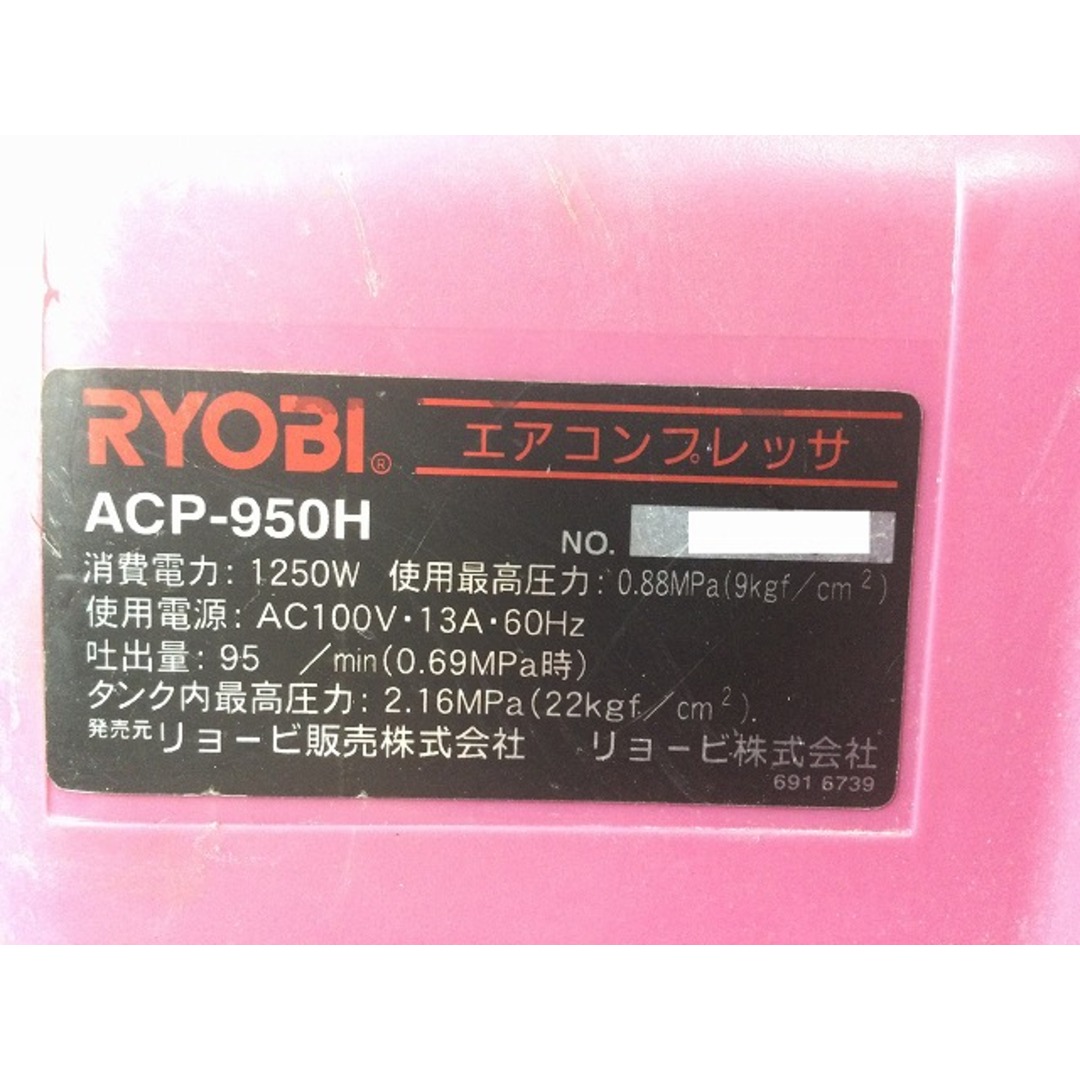 RYOBI® エアコンプレッサ
ACP-950H
NO.
消費電力: 1250W 使用最高圧力: 0.88MPa(9kgf/cm²)
使用電源: AC100V・13A・60Hz
吐出量: 95 /min(0.69MPa時)
タンク内最高圧力: 2.16MPa(22kgf/cm²).
発売元 リョービ販売株式会社 リョービ株式会社
691 6739